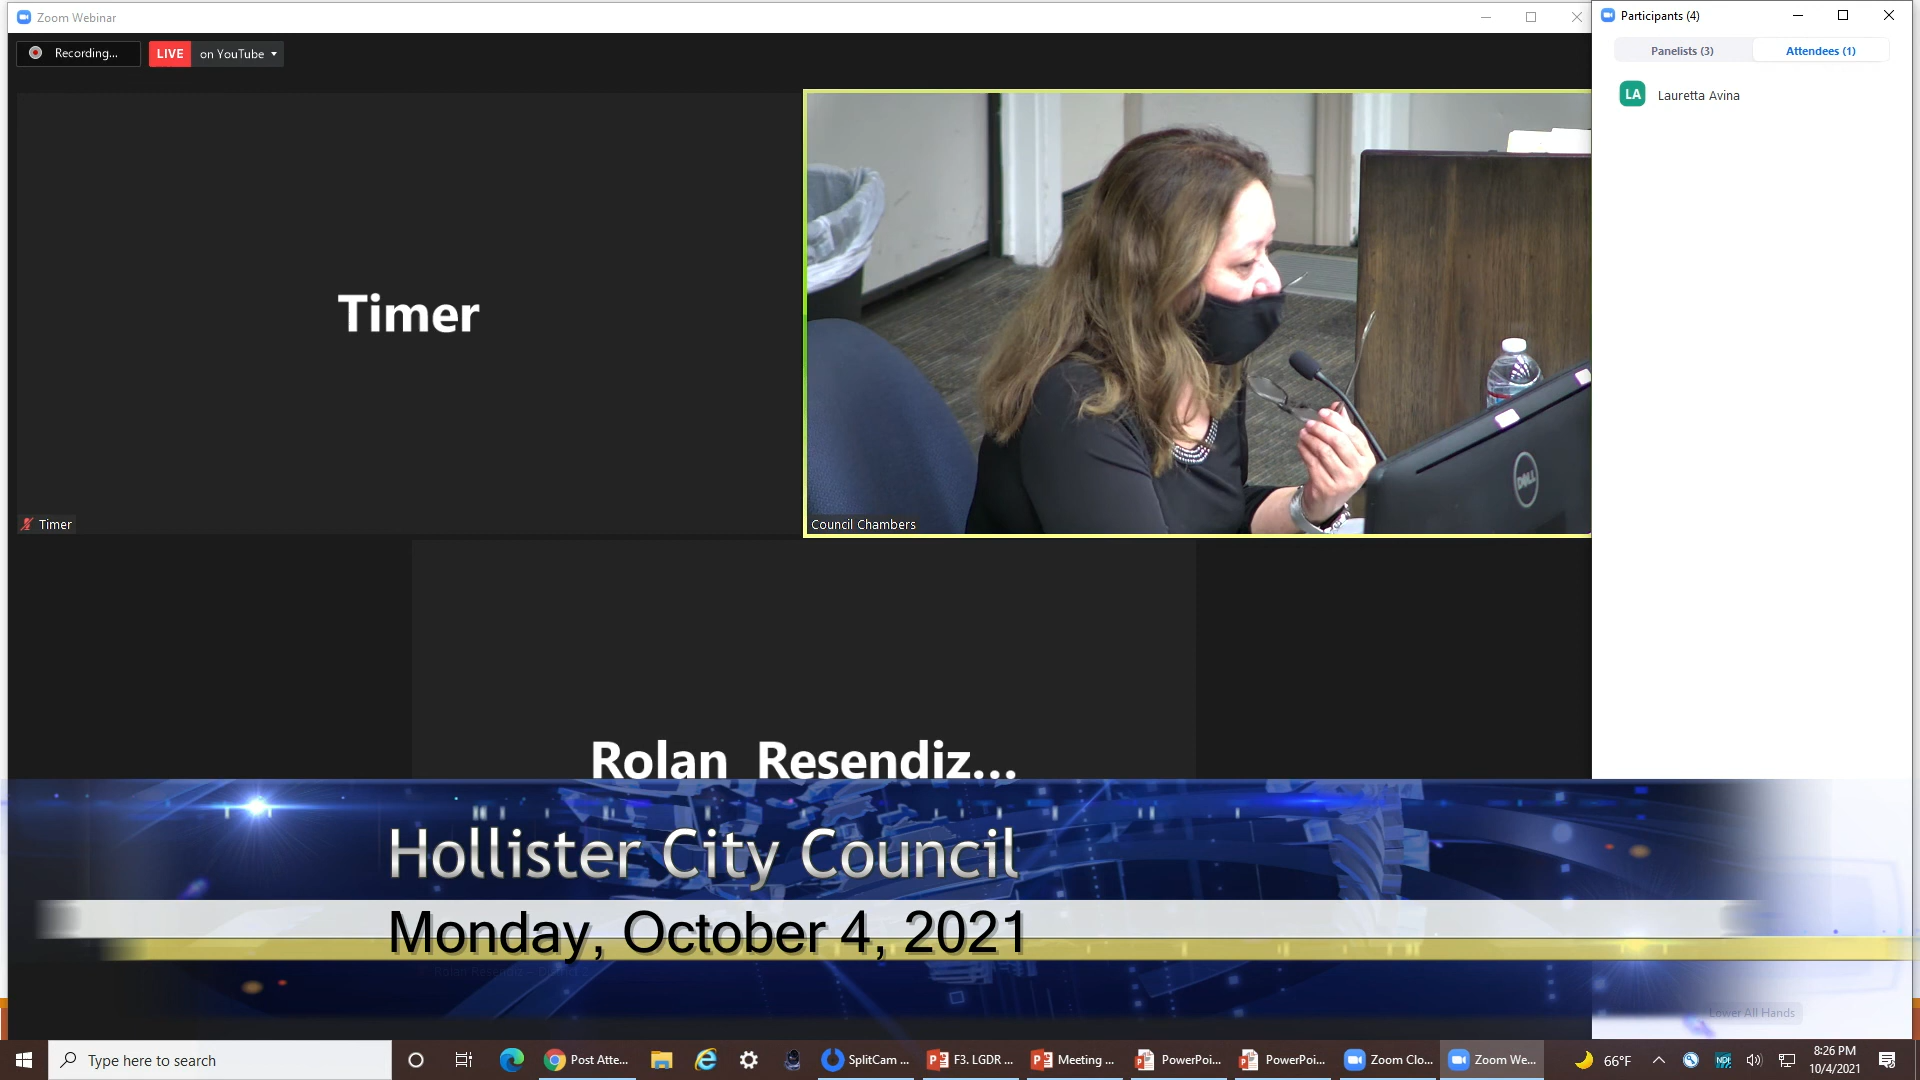 Zoom Webinar
Participants (4)
Recording...
LIVE on YouTube
Panelists (3)
Attendees (1)
LA Lauretta Avina
Timer
DELL
Timer
Council Chambers
Rolan Resendiz...
Hollister City Council
Monday, October 4, 2021
Lower All Hands
Type here to search
Post Atte...
SplitCam ...
F3. LGDR ...
Meeting ...
PowerPoi...
PowerPoi...
Zoom Clo...
Zoom We...
66°F
8:26 PM
10/4/2021